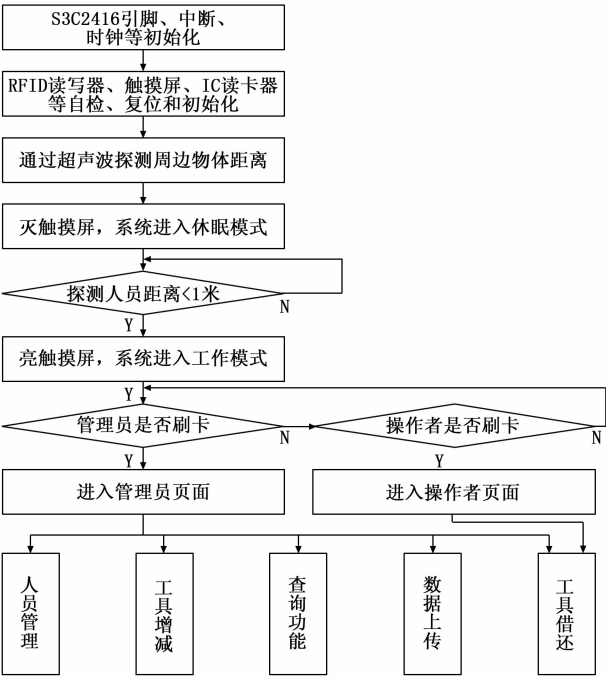 S3C2416引脚、中断、
时钟等初始化
RFID读写器、触摸屏、IC读卡器
等自检、复位和初始化
通过超声波探测周边物体距离
灭触摸屏，系统进入休眠模式
探测人员距离<1米
N
Y
亮触摸屏，系统进入工作模式
Y
管理员是否刷卡
N
操作者是否刷卡
N
Y
Y
进入管理员页面
进入操作者页面
人员管理
工具增减
查询功能
数据上传
工具借还